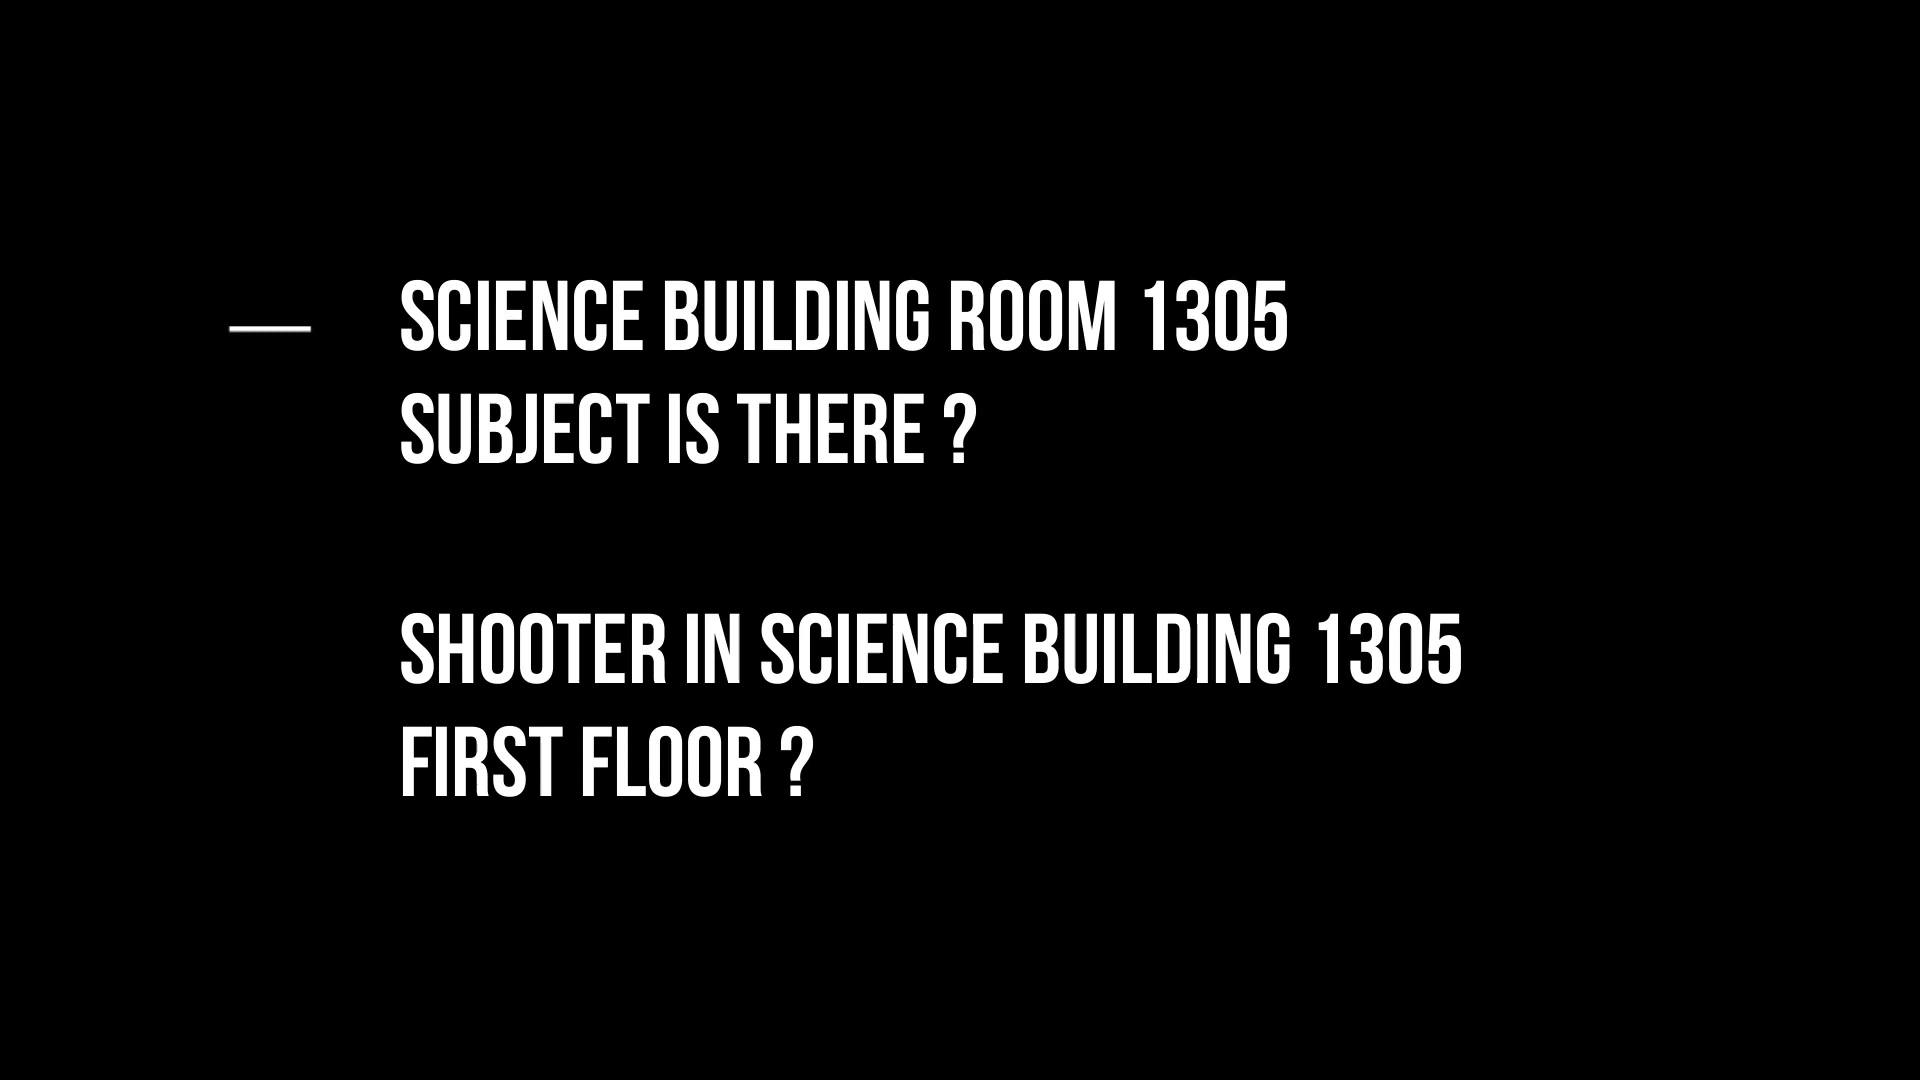 SCIENCE BUILDING ROOM 1305
SUBJECT IS THERE ?
SHOOTER IN SCIENCE BUILDING 1305
FIRST FLOOR ?